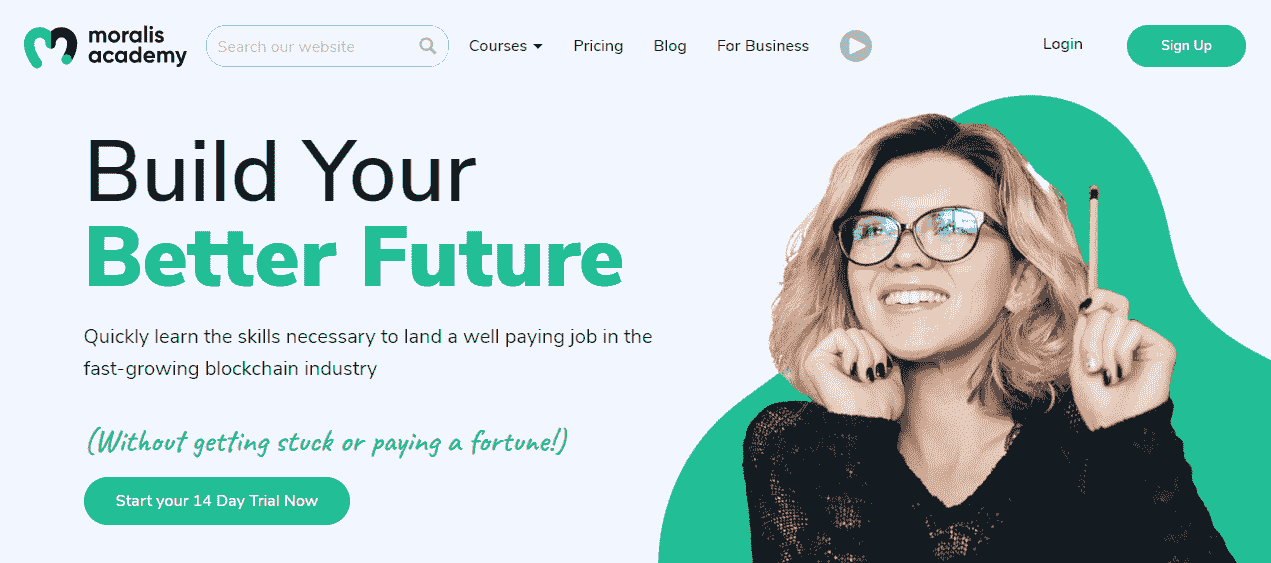 moralis
academy
Search our website
Courses
Pricing
Blog
For Business
Login
Sign Up
Build Your
Better Future
Quickly learn the skills necessary to land a well paying job in the
fast-growing blockchain industry
(Without getting stuck or paying a fortune!)
Start your 14 Day Trial Now